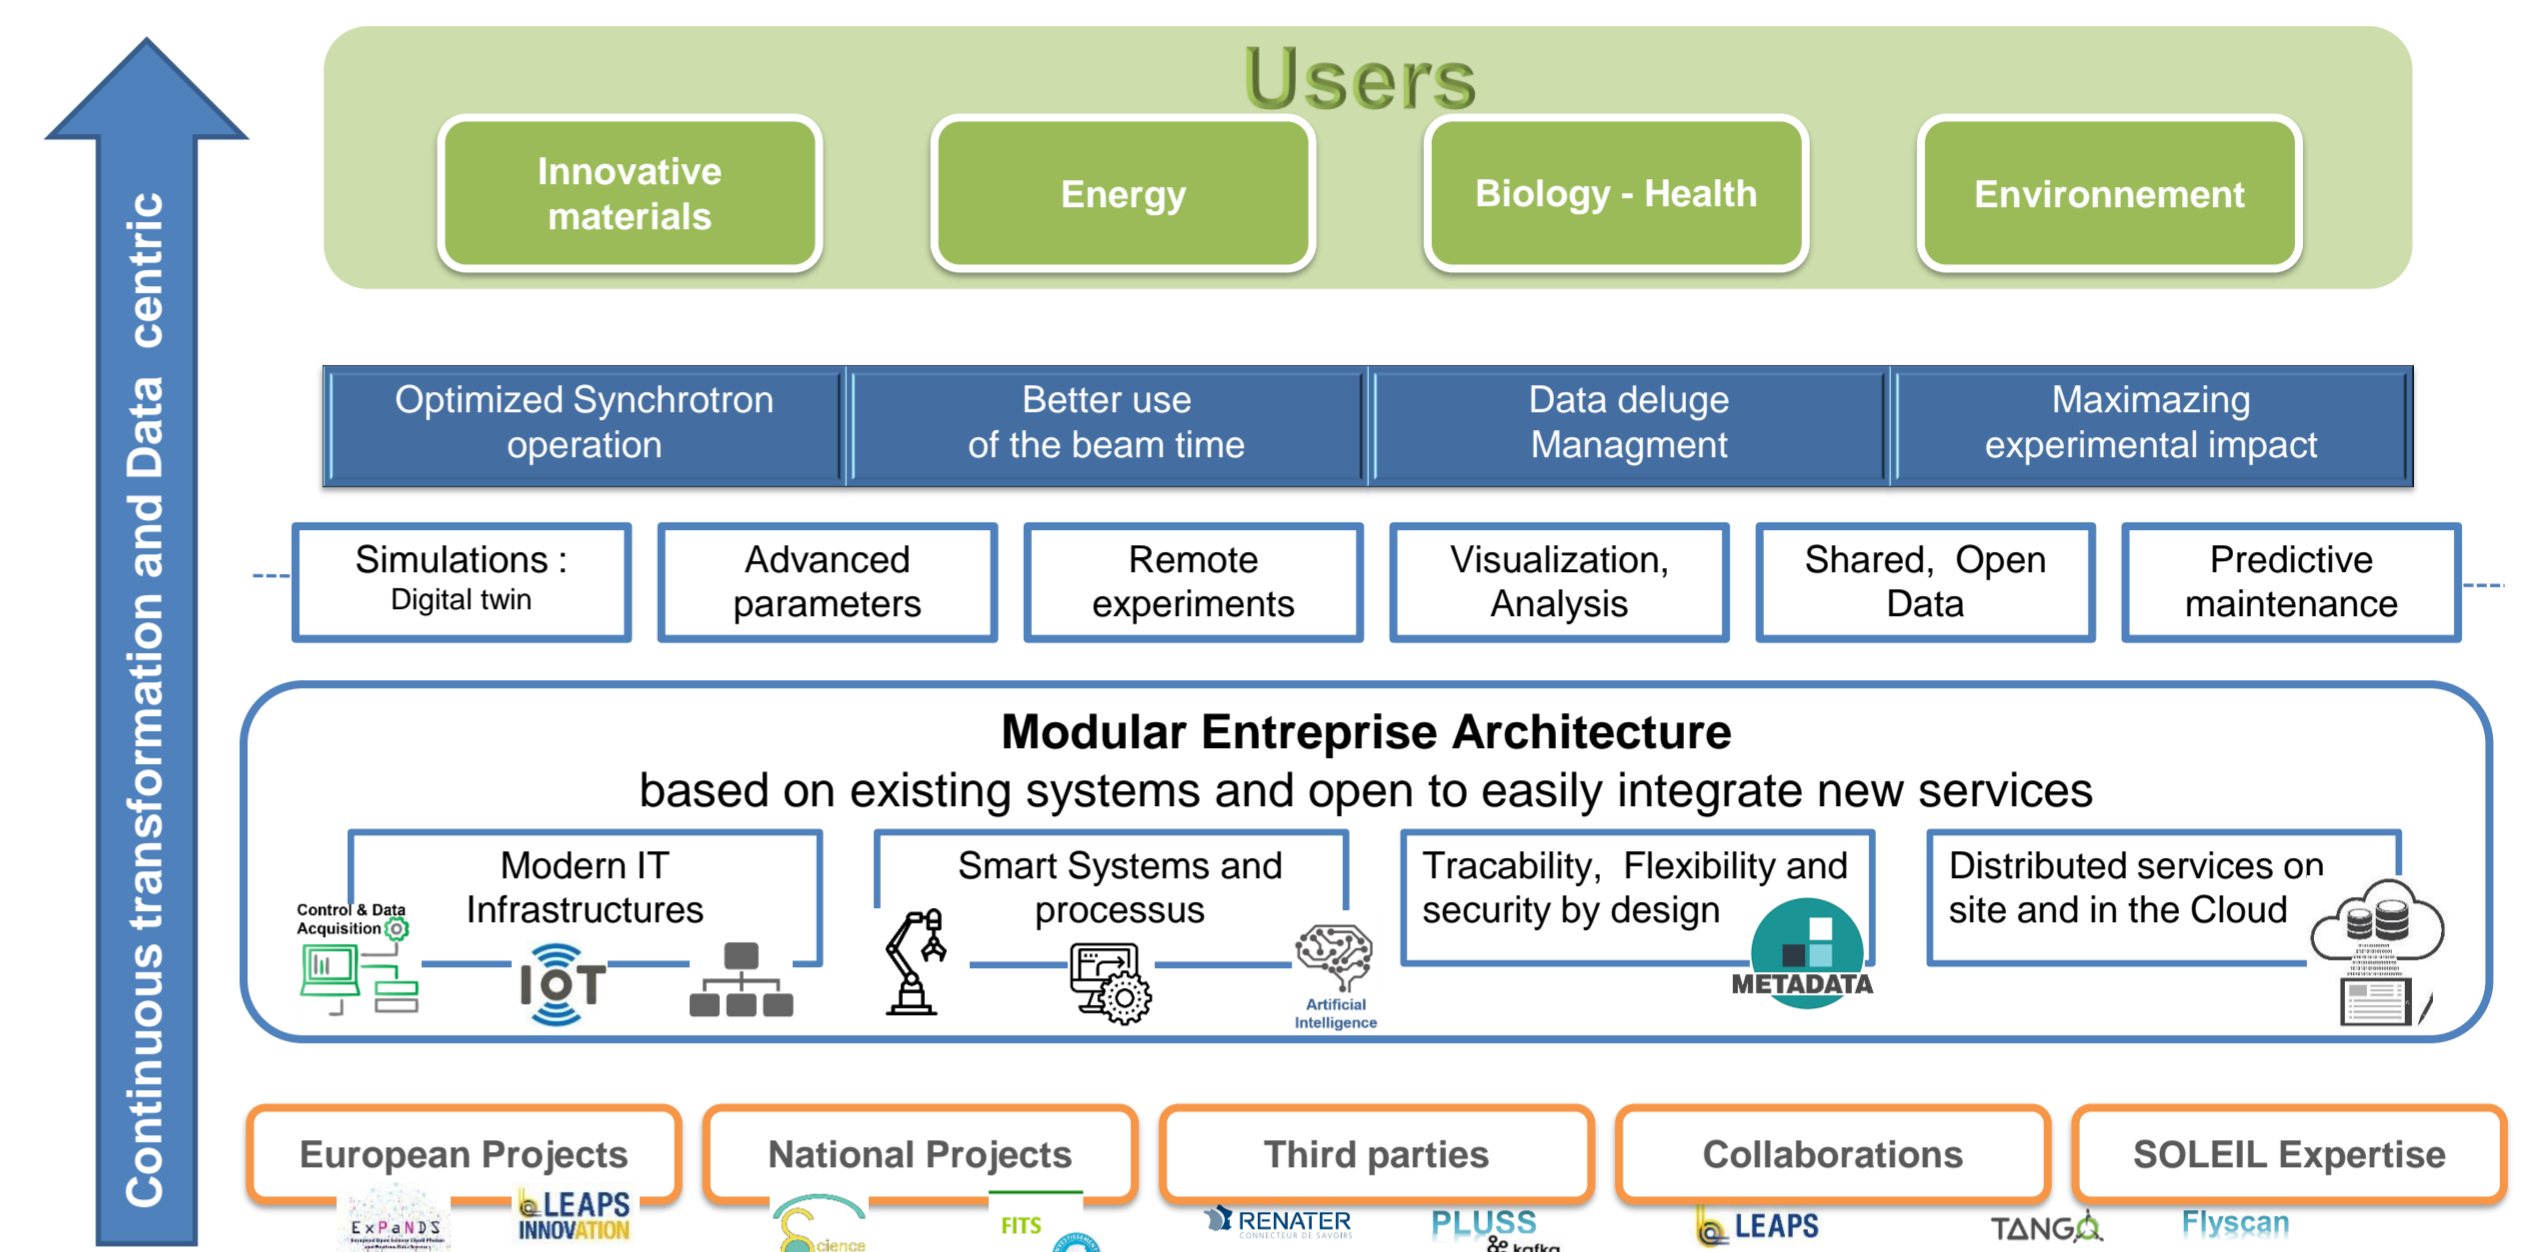 Users
Innovative
materials
Energy
Biology - Health
Environnement
Continuous transformation and Data centric
Optimized Synchrotron
operation
Better use
of the beam time
Data deluge
Managment
Maximazing
experimental impact
Simulations :
Digital twin
Advanced
parameters
Remote
experiments
Visualization,
Analysis
Shared, Open
Data
Predictive
maintenance
Modular Entreprise Architecture
based on existing systems and open to easily integrate new services
Modern IT
Infrastructures
Control & Data
Acquisition
IoT
Smart Systems and
processus
Artificial
Intelligence
Tracability, Flexibility and
security by design
METADATA
Distributed services on
site and in the Cloud
European Projects
National Projects
Third parties
Collaborations
SOLEIL Expertise
ExPaNDS
LEAPS
INNOVATION
cience
FITS
RENATER
CONNECTEUR DE SAVOIRS
PLUSS
kafka
LEAPS
TANGO
Flyscan